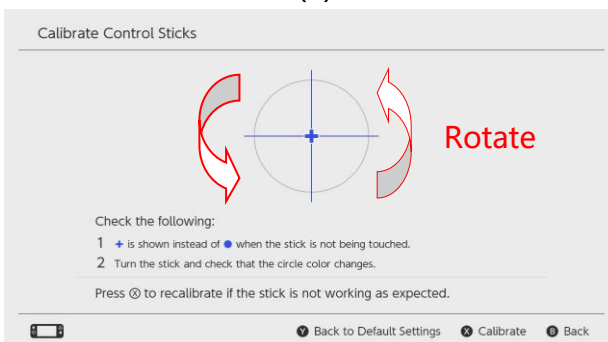 Calibrate Control Sticks
Rotate
Check the following:
1 + is shown instead of ● when the stick is not being touched.
2 Turn the stick and check that the circle color changes.
Press Ⓧ to recalibrate if the stick is not working as expected.
Ⓨ Back to Default Settings Ⓧ Calibrate Ⓑ Back